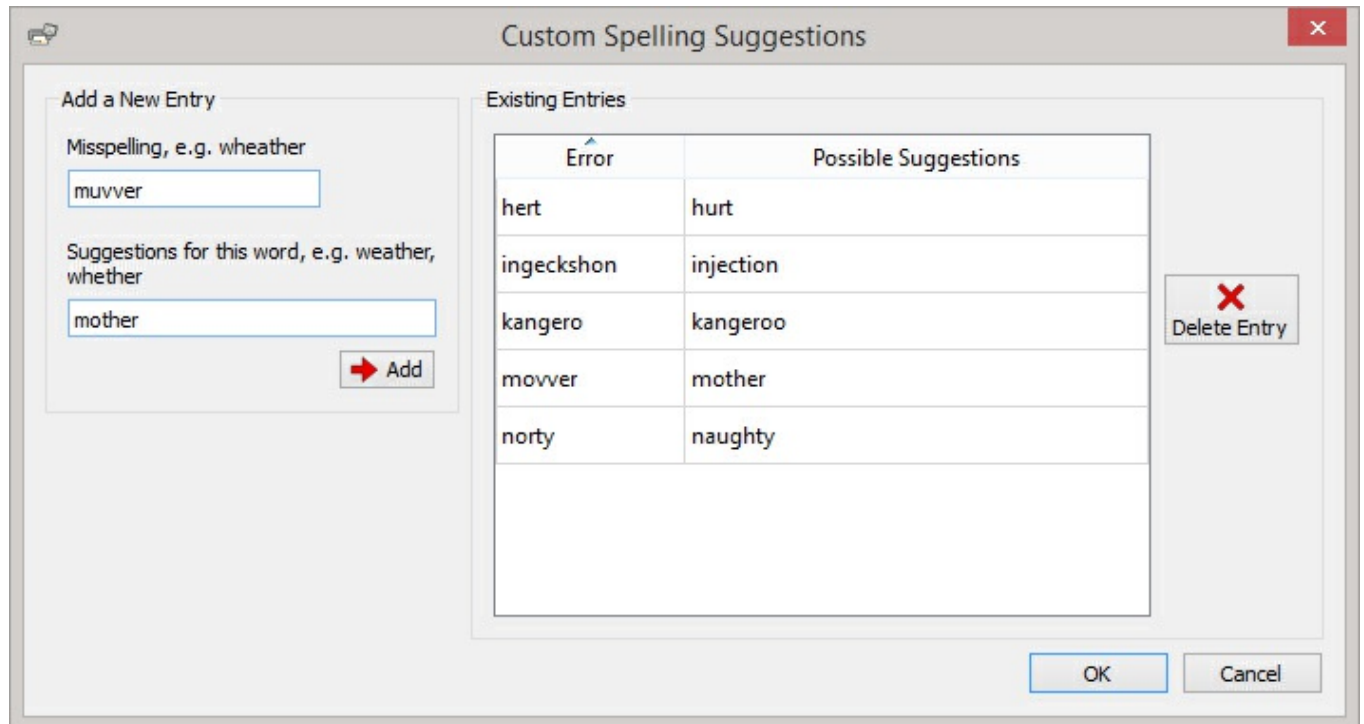 Custom Spelling Suggestions
Add a New Entry
Misspelling, e.g. wheather
muvver
Suggestions for this word, e.g. weather,
whether
mother
Add
Existing Entries
Error Possible Suggestions
hert hurt
ingeckshon injection
kangero kangeroo
movver mother
norty naughty
Delete Entry
OK Cancel